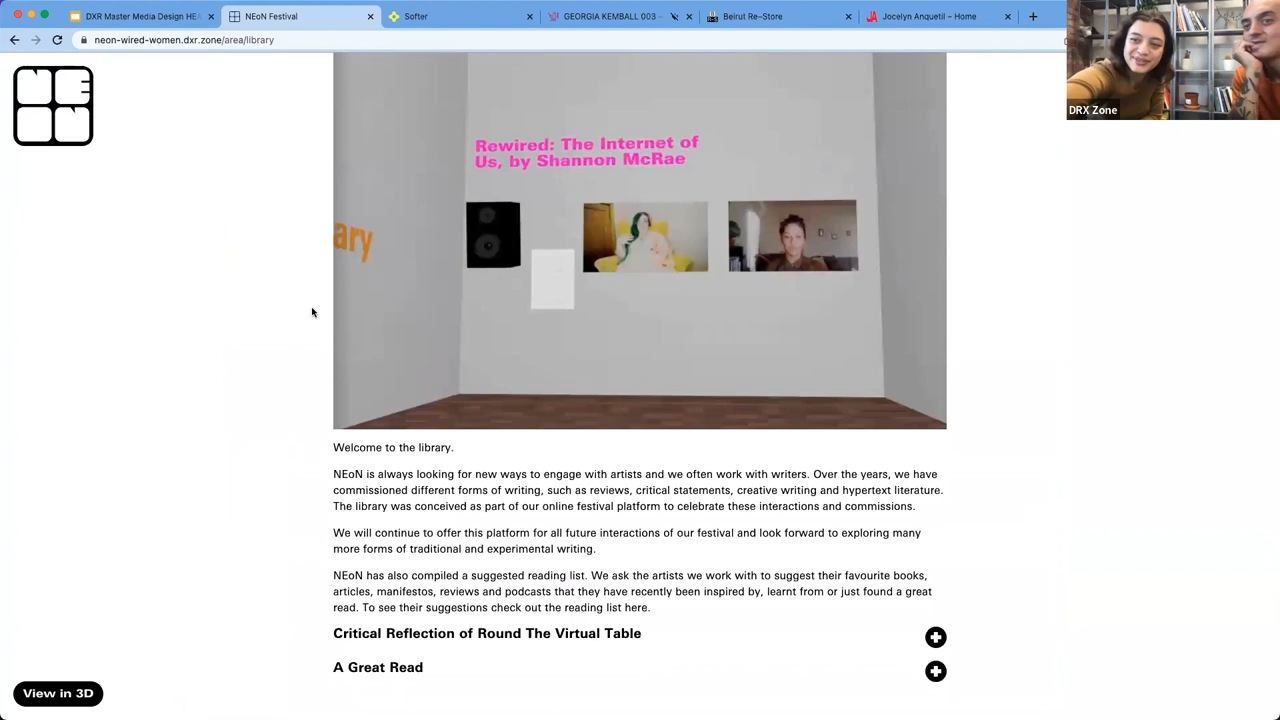 DXR Master Media Design HEA
NEoN Festival
Softer
GEORGIA KEMBALL 003 –
Beirut Re–Store
Jocelyn Anquetil – Home
neon-wired-women.dxr.zone/area/library
DRX Zone
Rewired: The Internet of
Us, by Shannon McRae
ary
Welcome to the library.
NEoN is always looking for new ways to engage with artists and we often work with writers. Over the years, we have
commissioned different forms of writing, such as reviews, critical statements, creative writing and hypertext literature.
The library was conceived as part of our online festival platform to celebrate these interactions and commissions.
We will continue to offer this platform for all future interactions of our festival and look forward to exploring many
more forms of traditional and experimental writing.
NEoN has also compiled a suggested reading list. We ask the artists we work with to suggest their favourite books,
articles, manifestos, reviews and podcasts that they have recently been inspired by, learnt from or just found a great
read. To see their suggestions check out the reading list here.
Critical Reflection of Round The Virtual Table
A Great Read
View in 3D